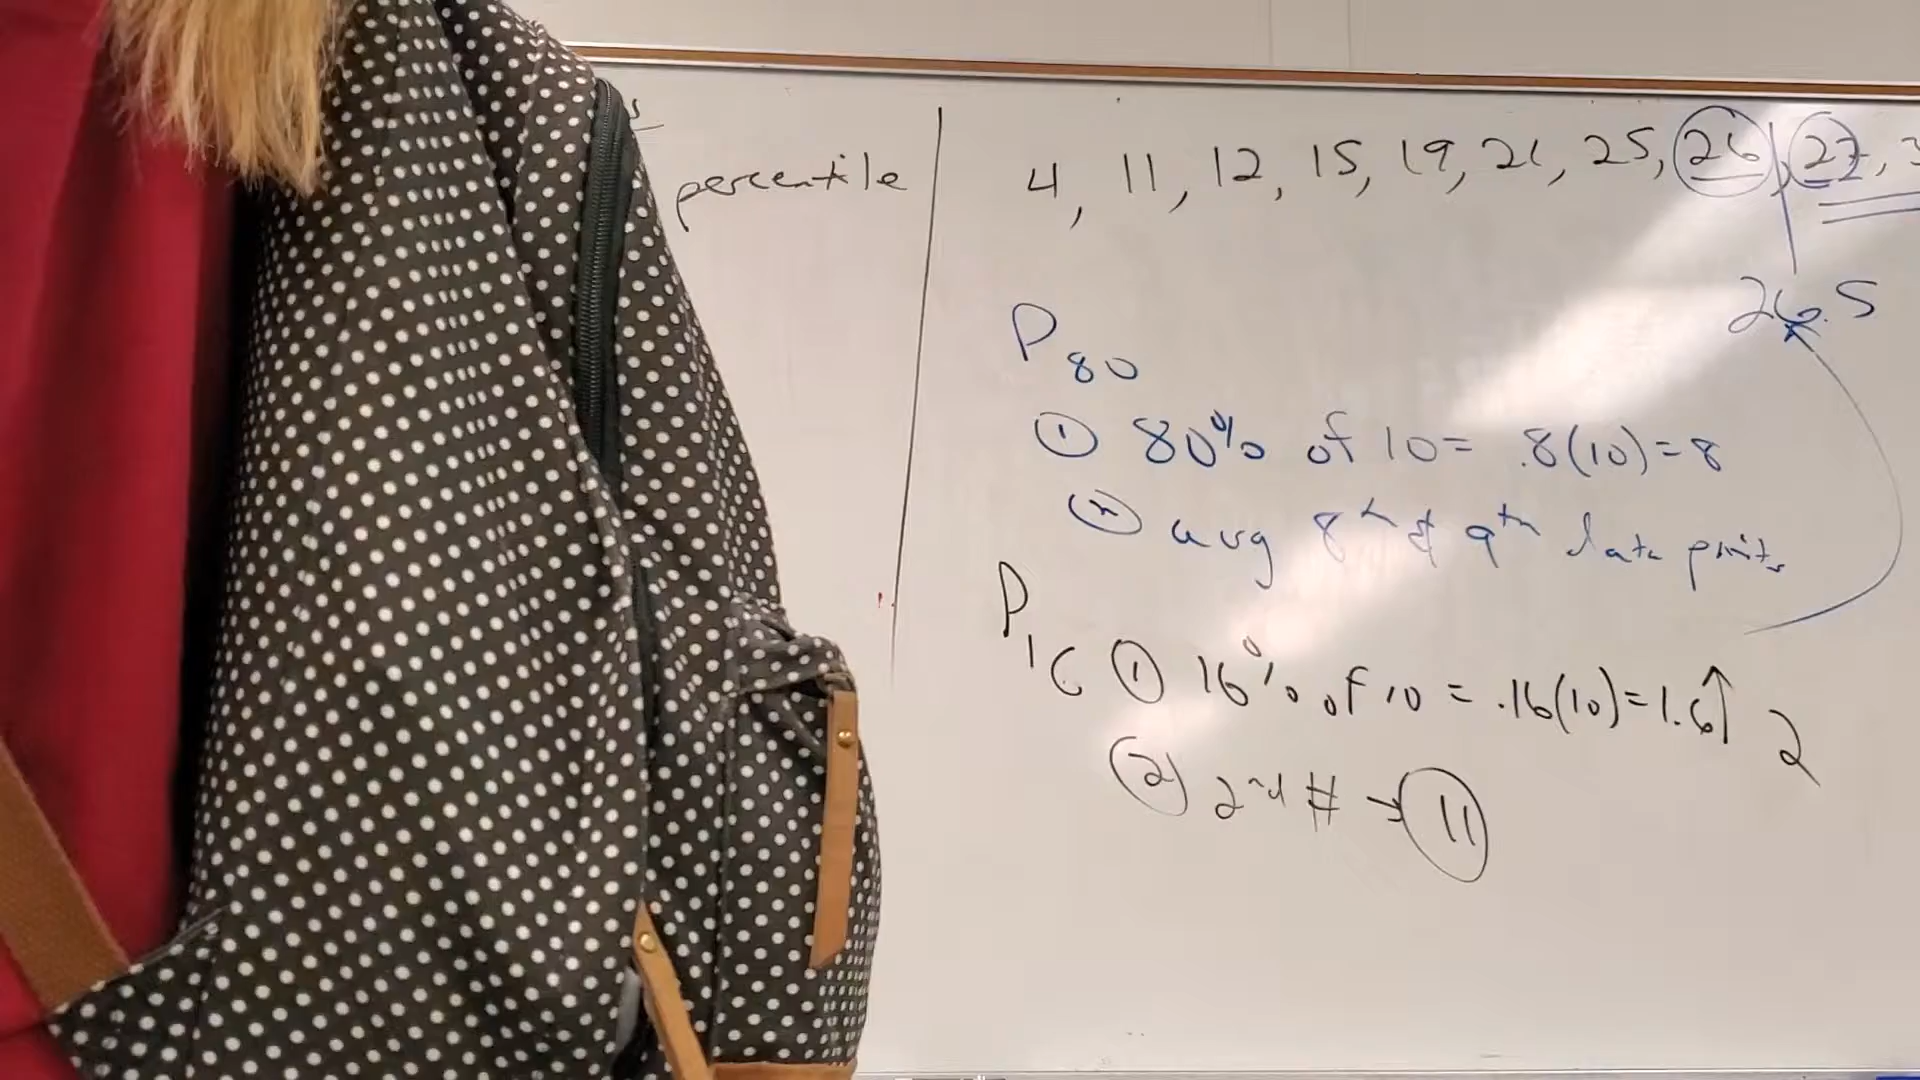 percentile
4, 11, 12, 15, 19, 21, 25, 26, 27, 3
26.5
P80
① 80% of 10 = .8(10) = 8
② avg 8th & 9th data points
P16 ① 16% of 10 = .16(10) = 1.6↑ 2
② 2nd # → 11